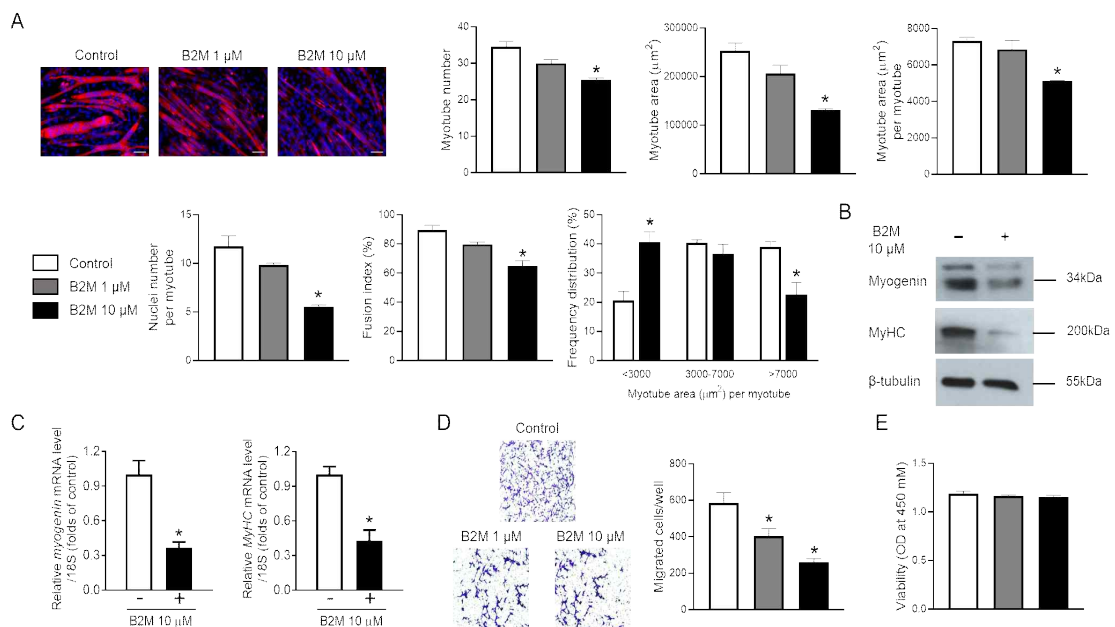 A
Control
B2M 1 μM
B2M 10 μM
Myotube number
40
30
20
10
0
*
Myotube area (μm²)
300000
200000
100000
0
*
Myotube area (μm²)
per myotube
8000
6000
4000
2000
0
*
Control
B2M 1 μM
B2M 10 μM
Nuclei number
per myotube
15
10
5
0
*
Fusion index (%)
100
80
60
40
20
0
*
Frequency distribution (%)
50
40
30
20
10
0
*
*
<3000
3000-7000
>7000
Myotube area (μm²) per myotube
B
B2M
10 μM
– +
Myogenin
34kDa
MyHC
200kDa
β-tubulin
55kDa
C
Relative myogenin mRNA level
/18S (folds of control)
1.2
0.9
0.6
0.3
0.0
*
- +
B2M 10 μM
Relative MyHC mRNA level
/18S (folds of control)
1.2
0.9
0.6
0.3
0.0
*
- +
B2M 10 μM
D
Control
B2M 1 μM
B2M 10 μM
Migrated cells/well
800
600
400
200
0
*
*
E
Viability (OD at 450 mM)
1.5
1.0
0.5
0.0